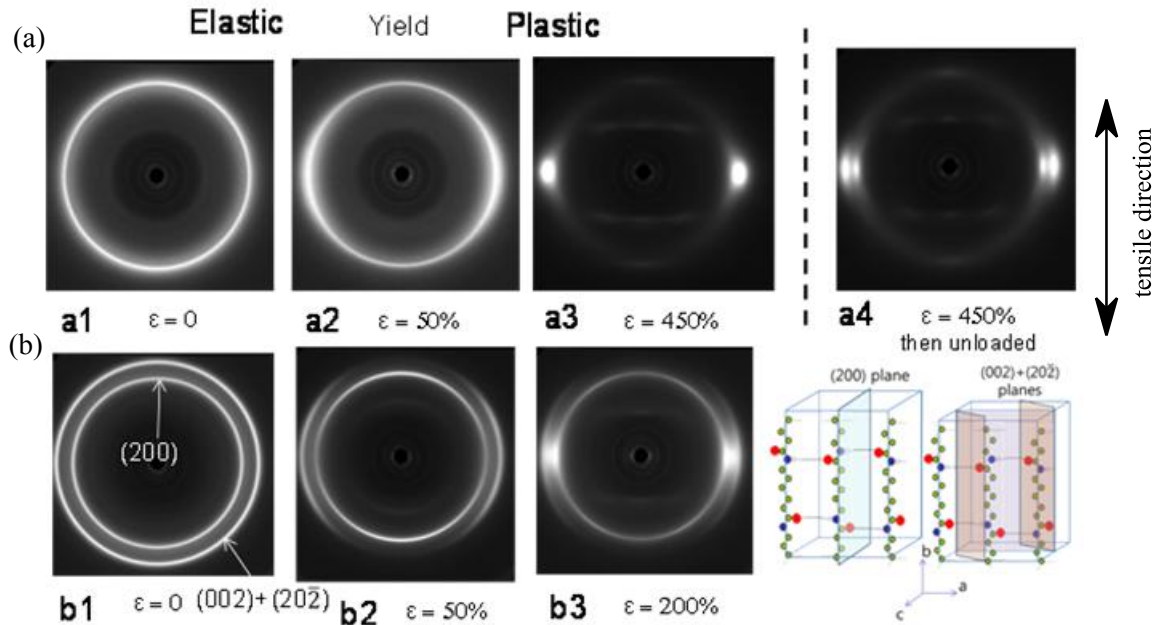 Elastic Yield Plastic
(a)
tensile direction
a1 ε = 0 a2 ε = 50% a3 ε = 450% a4 ε = 450%
then unloaded
(b)
(200)
b1 ε = 0 (002)+(202̄) b2 ε = 50% b3 ε = 200%
(200) plane
(002)+(202̄)
planes
b
a
c